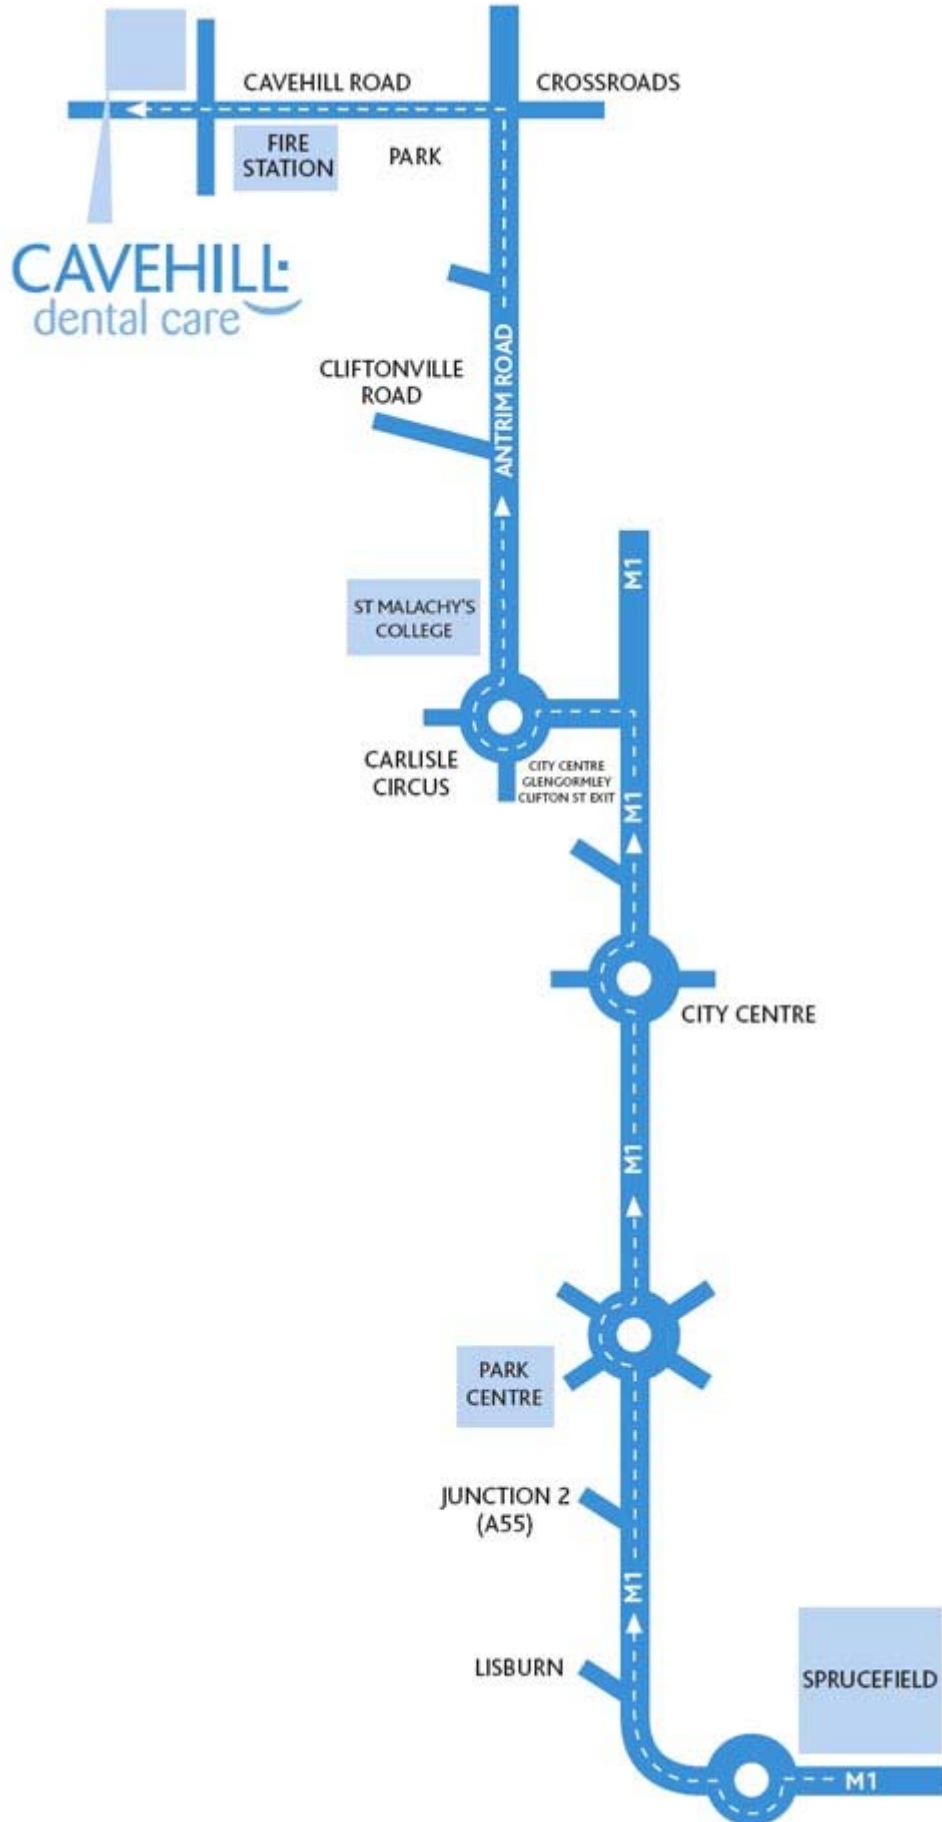 CAVEHILL ROAD
CROSSROADS
FIRE
STATION
PARK
CAVEHILL
dental care
CLIFTONVILLE
ROAD
ANTRIM ROAD
M1
ST MALACHY'S
COLLEGE
CARLISLE
CIRCUS
CITY CENTRE
GLENGORMLEY
CLIFTON ST EXIT
M1
CITY CENTRE
M1
PARK
CENTRE
JUNCTION 2
(A55)
M1
LISBURN
SPRUCEFIELD
M1